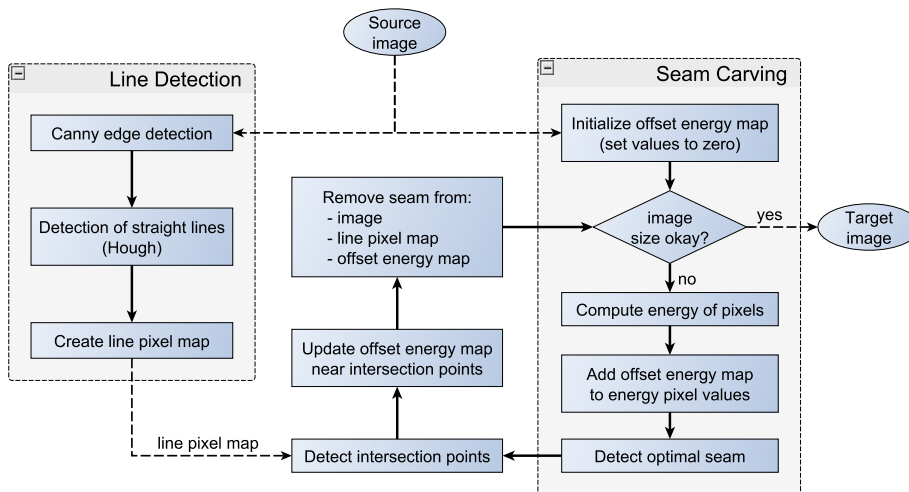 Source
image
Line Detection
Canny edge detection
Detection of straight lines
(Hough)
Create line pixel map
line pixel map
Remove seam from:
- image
- line pixel map
- offset energy map
Update offset energy map
near intersection points
Detect intersection points
Seam Carving
Initialize offset energy map
(set values to zero)
image
size okay?
yes
Target
image
no
Compute energy of pixels
Add offset energy map
to energy pixel values
Detect optimal seam